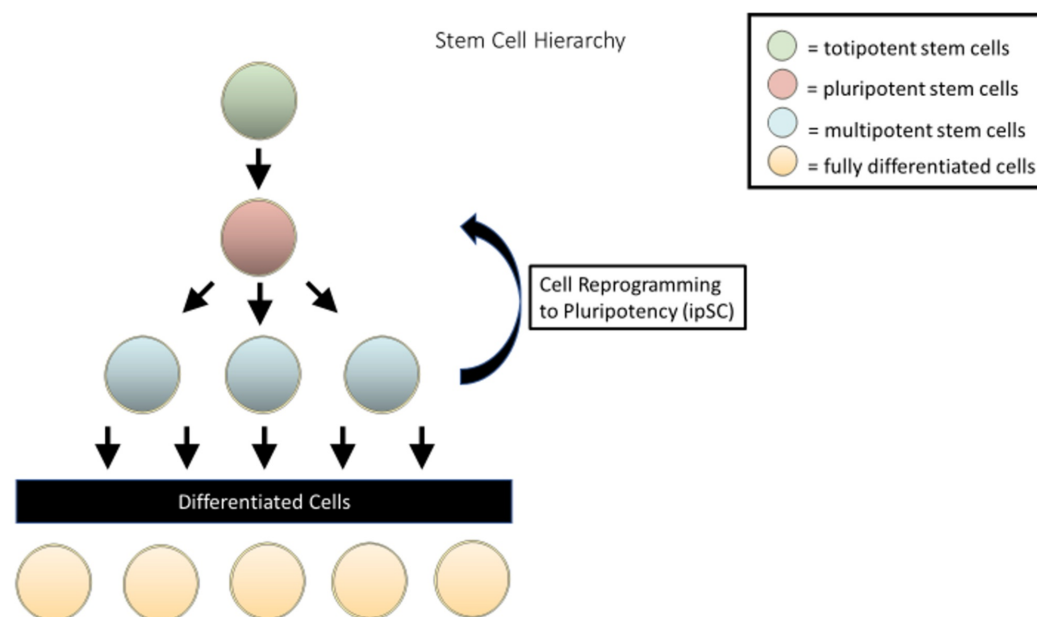 Stem Cell Hierarchy
= totipotent stem cells
= pluripotent stem cells
= multipotent stem cells
= fully differentiated cells
Cell Reprogramming
to Pluripotency (ipSC)
Differentiated Cells